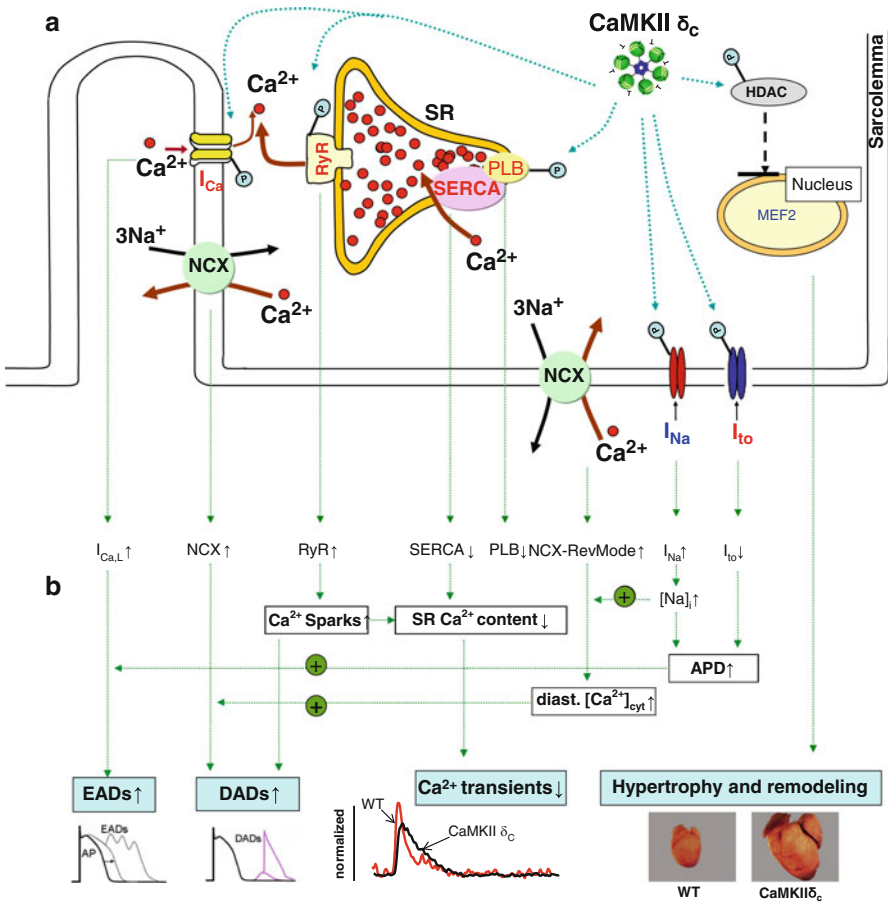 a
CaMKII δc
Sarcolemma
Ca2+
SR
P
HDAC
P
P
RyR
PLB
P
Ca2+
ICa
P
SERCA
Nucleus
MEF2
3Na+
NCX
Ca2+
Ca2+
3Na+
P
P
NCX
INa
Ito
Ca2+
ICa,L↑
NCX↑
RyR↑
SERCA↓
PLB↓
NCX-RevMode↑
INa↑
Ito↓
b
+
[Na]i↑
Ca2+ Sparks↑
SR Ca2+ content↓
+
APD↑
+
diast. [Ca2+]cyt↑
EADs↑
DADs↑
Ca2+ transients↓
Hypertrophy and remodeling
EADs
AP
DADs
normalized
WT
CaMKII δC
WT
CaMKIIδc